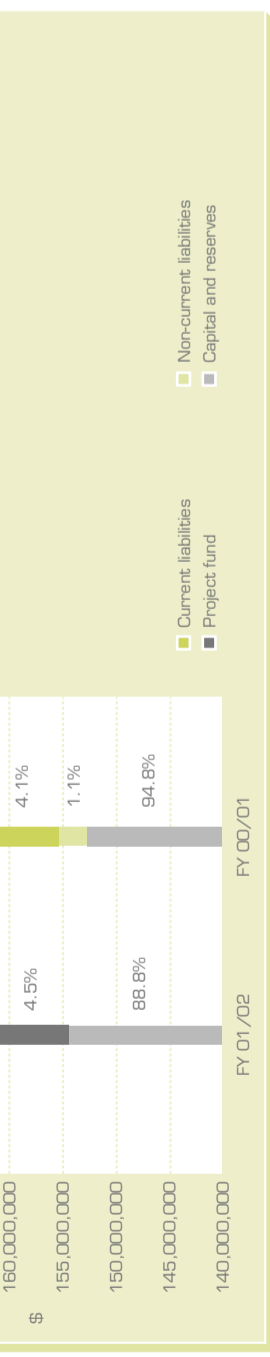 160,000,000
155,000,000
150,000,000
145,000,000
140,000,000
$
4.5%
88.8%
FY 01/02
4.1%
1.1%
94.8%
FY 00/01
Current liabilities
Project fund
Non-current liabilities
Capital and reserves